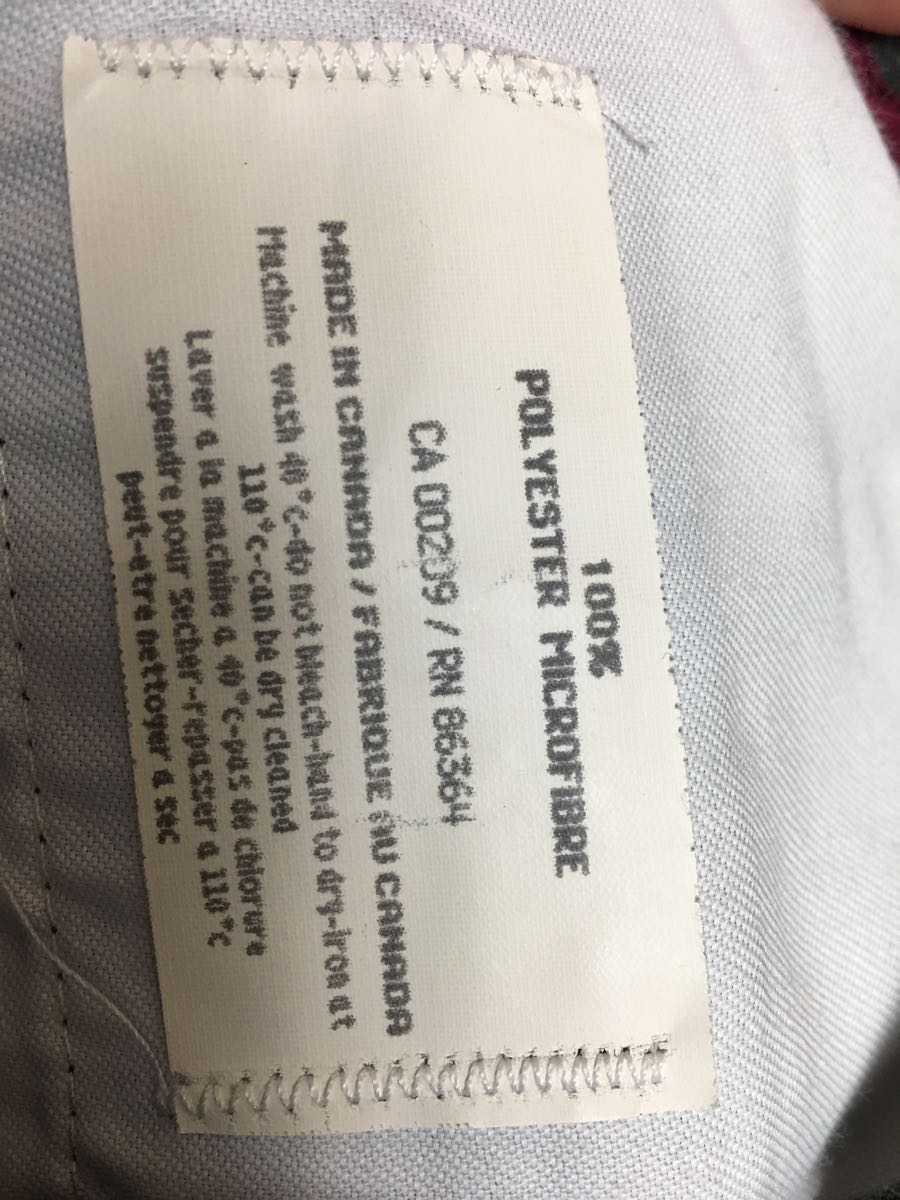 100%
POLYESTER MICROFIBRE
CA 00209 / RN 86364
MADE IN CANADA / FABRIQUE AU CANADA
Machine wash 40°c-do not bleach-hand to dry-iron at
110°c-can be dry cleaned
Laver a la machine a 40°c-pas de chlorure
suspendre pour Secher-repasser a 110°c
peut-etre nettoyer a sec